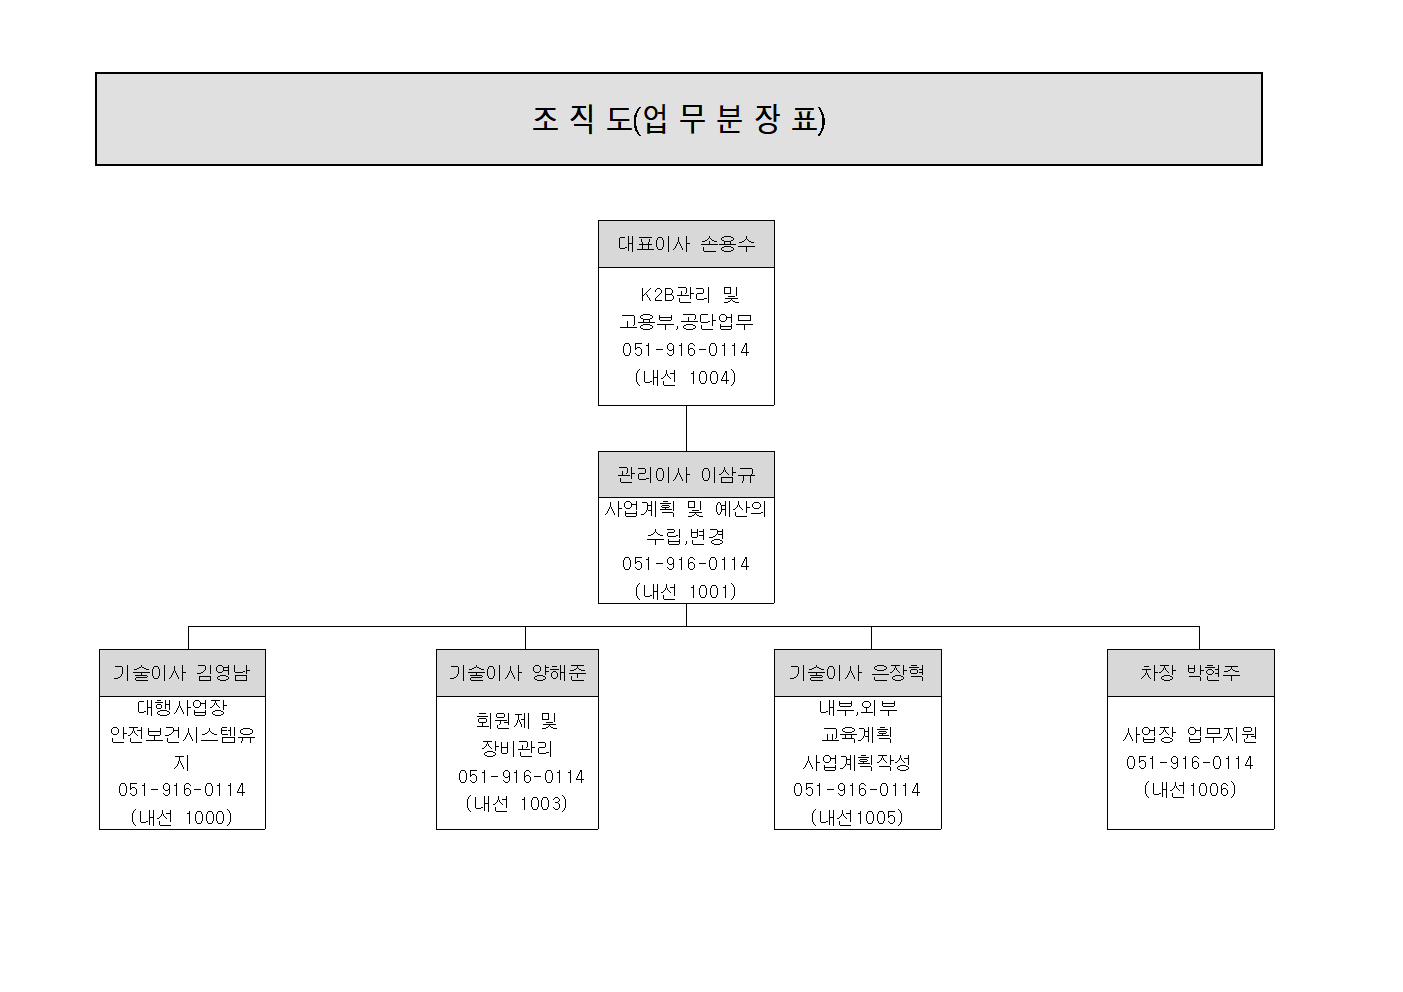 조 직 도(업 무 분 장 표)
대표이사 손용수
K2B관리 및
고용부,공단업무
051-916-0114
(내선 1004)
관리이사 이삼규
사업계획 및 예산의
수립,변경
051-916-0114
(내선 1001)
기술이사 김영남
대행사업장
안전보건시스템유
지
051-916-0114
(내선 1000)
기술이사 양해준
회원제 및
장비관리
051-916-0114
(내선 1003)
기술이사 은장혁
내부,외부
교육계획
사업계획작성
051-916-0114
(내선1005)
차장 박현주
사업장 업무지원
051-916-0114
(내선1006)